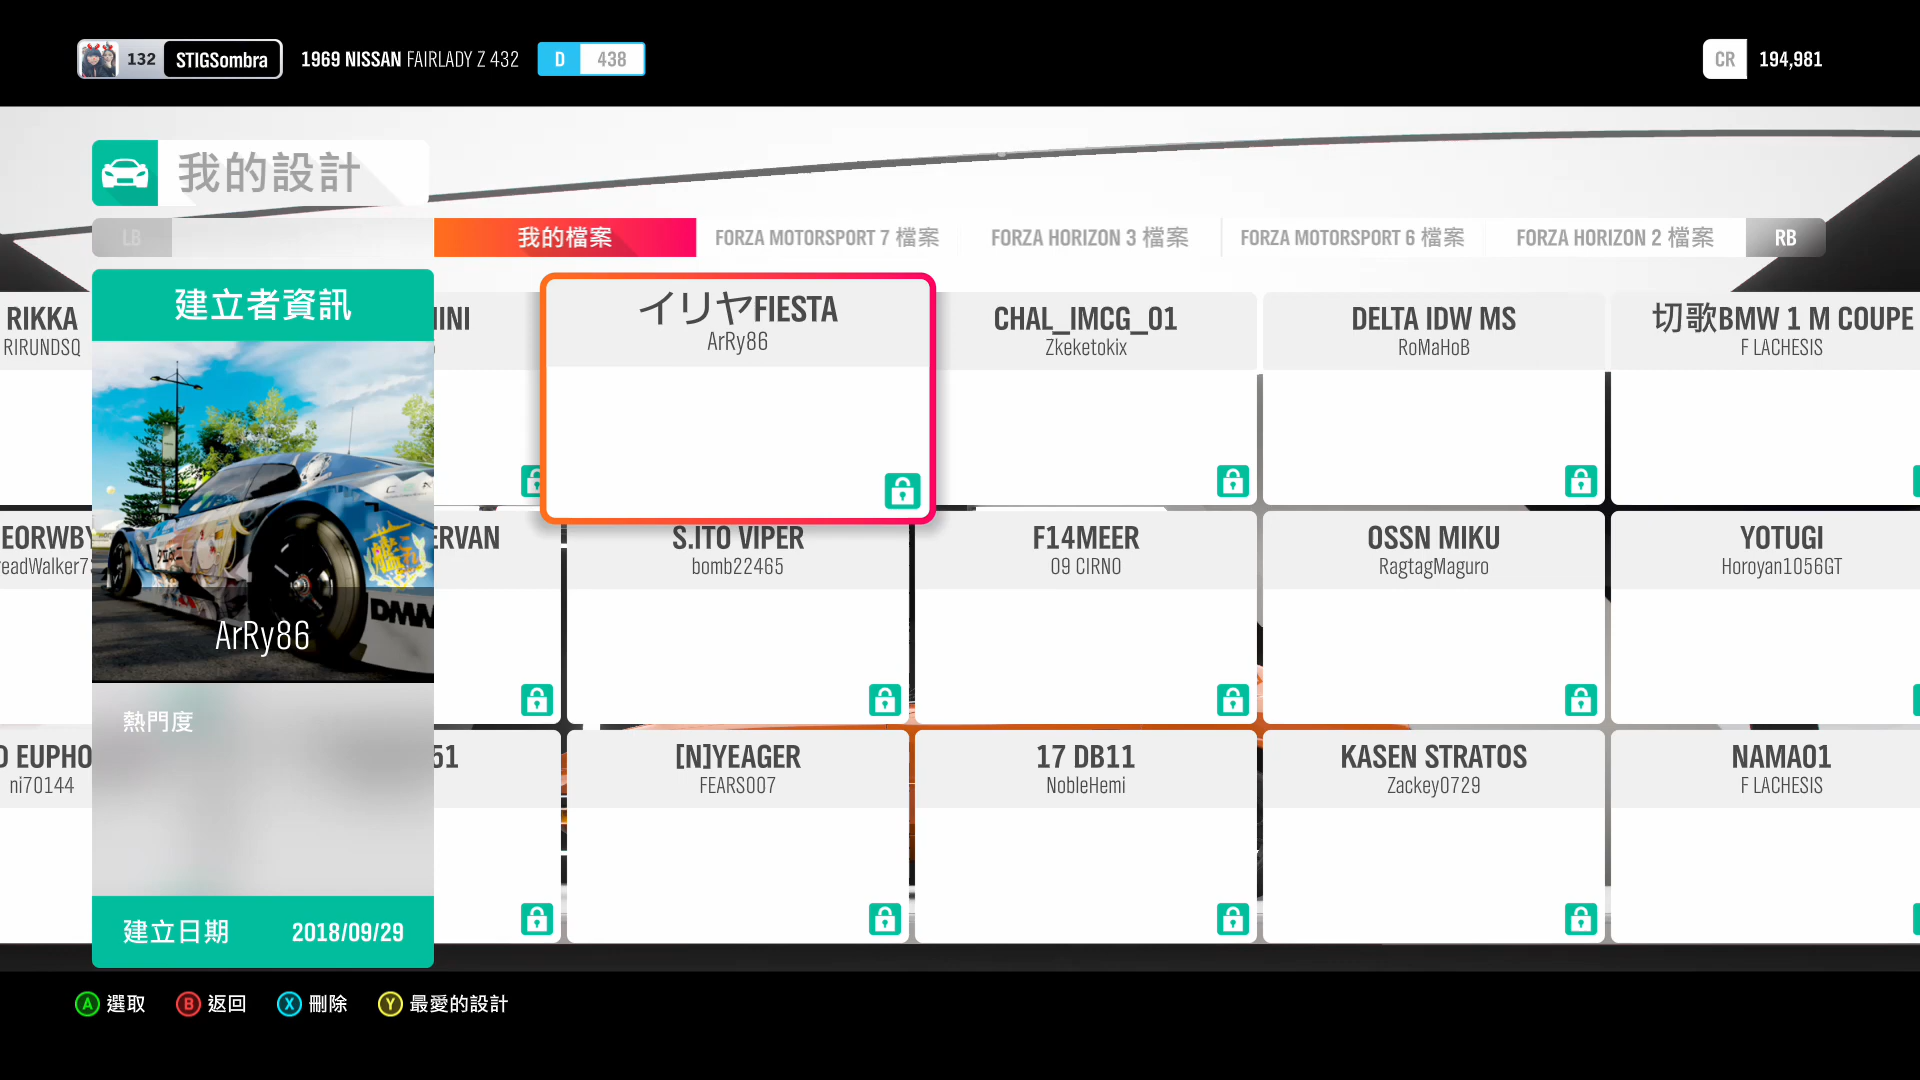 132 STIGSombra 1969 NISSAN FAIRLADY Z 432 D 438 CR 194,981
我的設計
LB 我的檔案 FORZA MOTORSPORT 7 檔案 FORZA HORIZON 3 檔案 FORZA MOTORSPORT 6 檔案 FORZA HORIZON 2 檔案 RB
建立者資訊
ArRy86
熱門度
建立日期 2018/09/29
RIKKA
RIRUNDSQ
イリヤFIESTA
ArRy86
CHAL_IMCG_01
Zkeketokix
DELTA IDW MS
RoMaHoB
切歌BMW 1 M COUPE
F LACHESIS
EORWBY
readWalker7
ERVAN
S.ITO VIPER
bomb22465
F14MEER
09 CIRNO
OSSN MIKU
RagtagMaguro
YOTUGI
Horoyan1056GT
EUPHO
ni70144
51
[N]YEAGER
FEARS007
17 DB11
NobleHemi
KASEN STRATOS
Zackey0729
NAMA01
F LACHESIS
A 選取 B 返回 X 刪除 Y 最愛的設計